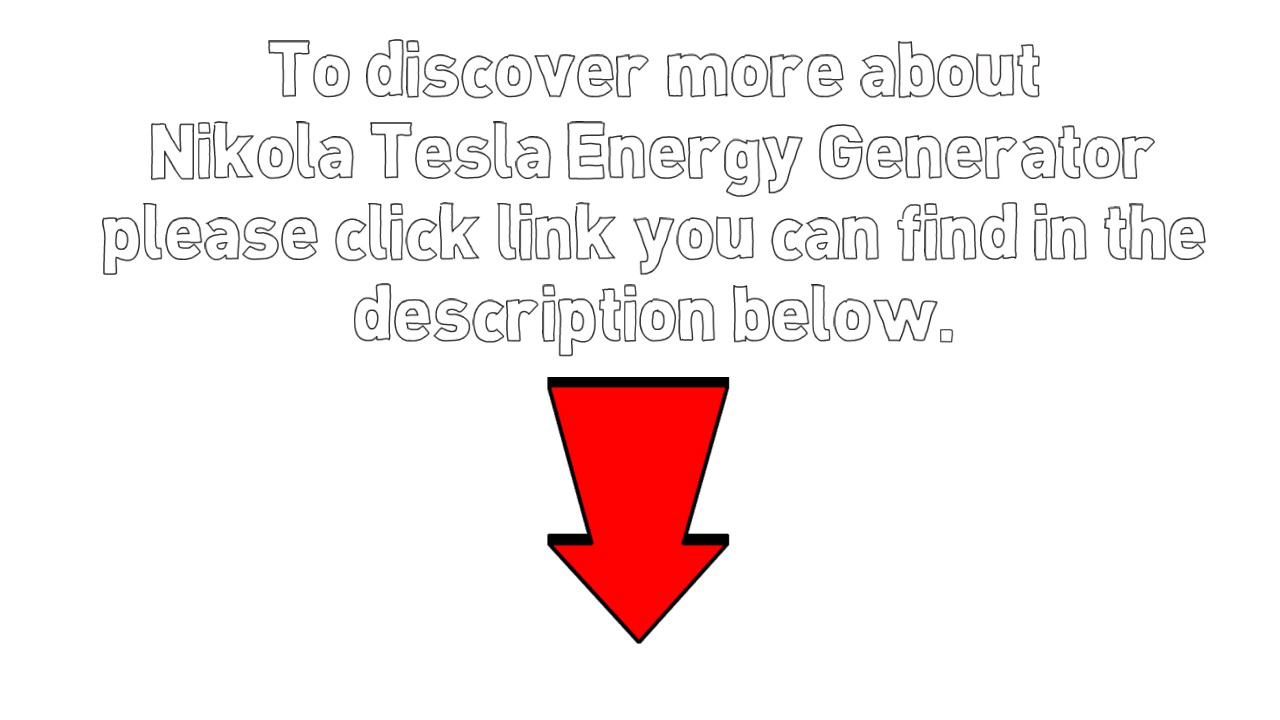 To discover more about
Nikola Tesla Energy Generator
please click link you can find in the
description below.